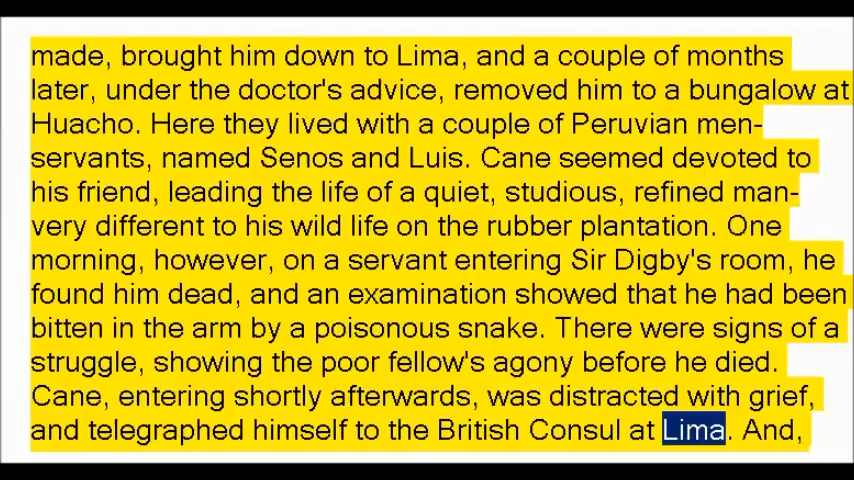 made, brought him down to Lima, and a couple of months
later, under the doctor's advice, removed him to a bungalow at
Huacho. Here they lived with a couple of Peruvian men-
servants, named Senos and Luis. Cane seemed devoted to
his friend, leading the life of a quiet, studious, refined man-
very different to his wild life on the rubber plantation. One
morning, however, on a servant entering Sir Digby's room, he
found him dead, and an examination showed that he had been
bitten in the arm by a poisonous snake. There were signs of a
struggle, showing the poor fellow's agony before he died.
Cane, entering shortly afterwards, was distracted with grief,
and telegraphed himself to the British Consul at Lima. And,